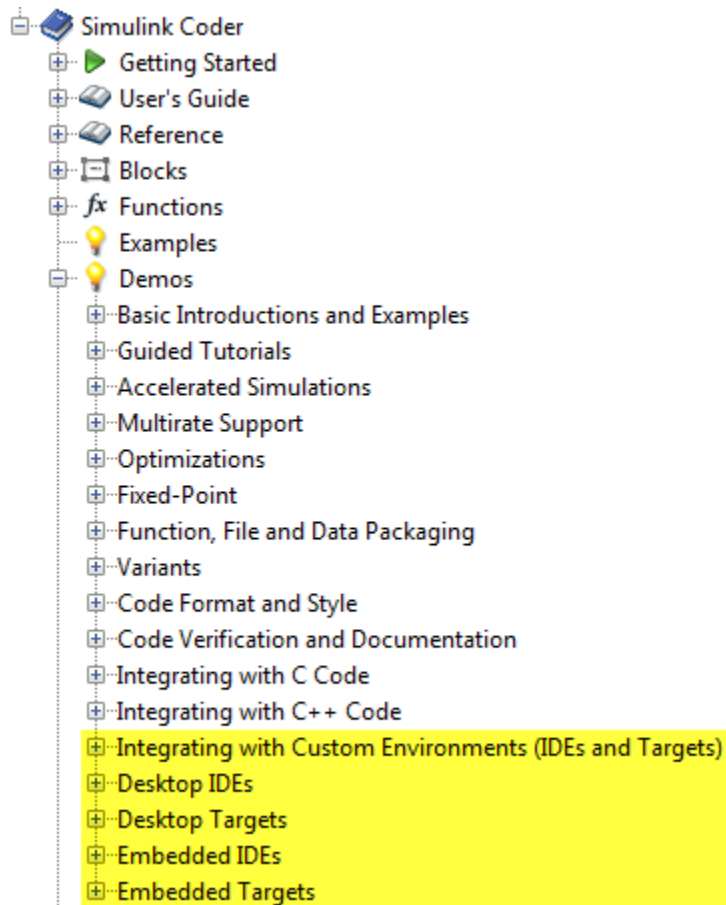 Simulink Coder
Getting Started
User's Guide
Reference
Blocks
fx Functions
Examples
Demos
Basic Introductions and Examples
Guided Tutorials
Accelerated Simulations
Multirate Support
Optimizations
Fixed-Point
Function, File and Data Packaging
Variants
Code Format and Style
Code Verification and Documentation
Integrating with C Code
Integrating with C++ Code
Integrating with Custom Environments (IDEs and Targets)
Desktop IDEs
Desktop Targets
Embedded IDEs
Embedded Targets